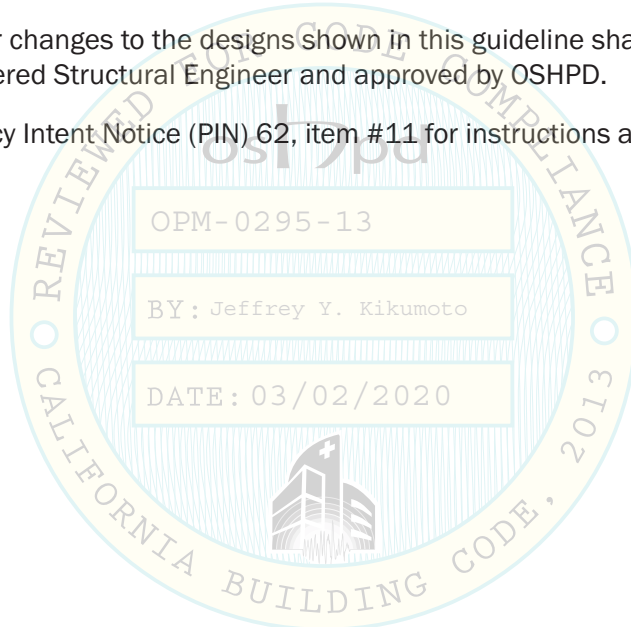 r changes to the designs shown in this guideline sha
ered Structural Engineer and approved by OSHPD.
cy Intent Notice (PIN) 62, item #11 for instructions a
REVIEWED FOR CODE COMPLIANCE
oshpd
OPM-0295-13
BY: Jeffrey Y. Kikumoto
DATE: 03/02/2020
CALIFORNIA BUILDING CODE, 2013